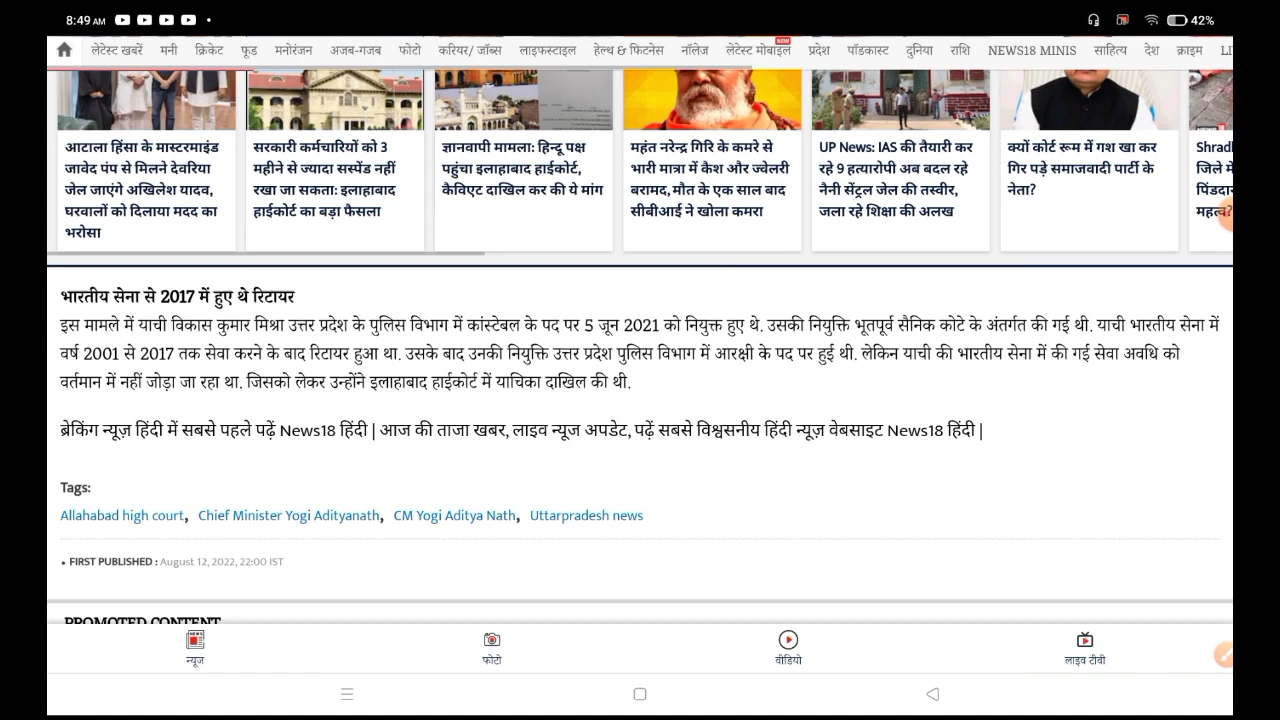 8:49 AM
42%
लेटेस्ट खबरें मनी क्रिकेट फूड मनोरंजन अजब-गजब फोटो करियर/ जॉब्स लाइफस्टाइल हेल्थ & फिटनेस नॉलेज लेटेस्ट मोबाइल NEW प्रदेश पॉडकास्ट दुनिया राशि NEWS18 MINIS साहित्य देश क्राइम LI
आटाला हिंसा के मास्टरमाइंड
जावेद पंप से मिलने देवरिया
जेल जाएंगे अखिलेश यादव,
घरवालों को दिलाया मदद का
भरोसा
सरकारी कर्मचारियों को 3
महीने से ज्यादा सस्पेंड नहीं
रखा जा सकता: इलाहाबाद
हाईकोर्ट का बड़ा फैसला
ज्ञानवापी मामला: हिन्दू पक्ष
पहुंचा इलाहाबाद हाईकोर्ट,
कैविएट दाखिल कर की ये मांग
महंत नरेन्द्र गिरि के कमरे से
भारी मात्रा में कैश और ज्वेलरी
बरामद, मौत के एक साल बाद
सीबीआई ने खोला कमरा
UP News: IAS की तैयारी कर
रहे 9 हत्यारोपी अब बदल रहे
नैनी सेंट्रल जेल की तस्वीर,
जला रहे शिक्षा की अलख
क्यों कोर्ट रूम में गश खा कर
गिर पड़े समाजवादी पार्टी के
नेता?
Shrad
जिले में
पिंडदान
महत्व?
भारतीय सेना से 2017 में हुए थे रिटायर
इस मामले में याची विकास कुमार मिश्रा उत्तर प्रदेश के पुलिस विभाग में कांस्टेबल के पद पर 5 जून 2021 को नियुक्त हुए थे. उसकी नियुक्ति भूतपूर्व सैनिक कोटे के अंतर्गत की गई थी. याची भारतीय सेना में
वर्ष 2001 से 2017 तक सेवा करने के बाद रिटायर हुआ था. उसके बाद उनकी नियुक्ति उत्तर प्रदेश पुलिस विभाग में आरक्षी के पद पर हुई थी. लेकिन याची की भारतीय सेना में की गई सेवा अवधि को
वर्तमान में नहीं जोड़ा जा रहा था. जिसको लेकर उन्होंने इलाहाबाद हाईकोर्ट में याचिका दाखिल की थी.
ब्रेकिंग न्यूज़ हिंदी में सबसे पहले पढ़ें News18 हिंदी | आज की ताजा खबर, लाइव न्यूज अपडेट, पढ़ें सबसे विश्वसनीय हिंदी न्यूज़ वेबसाइट News18 हिंदी |
Tags:
Allahabad high court, Chief Minister Yogi Adityanath, CM Yogi Aditya Nath, Uttarpradesh news
• FIRST PUBLISHED : August 12, 2022, 22:00 IST
PROMOTED CONTENT
न्यूज़ फोटो वीडियो लाइव टीवी